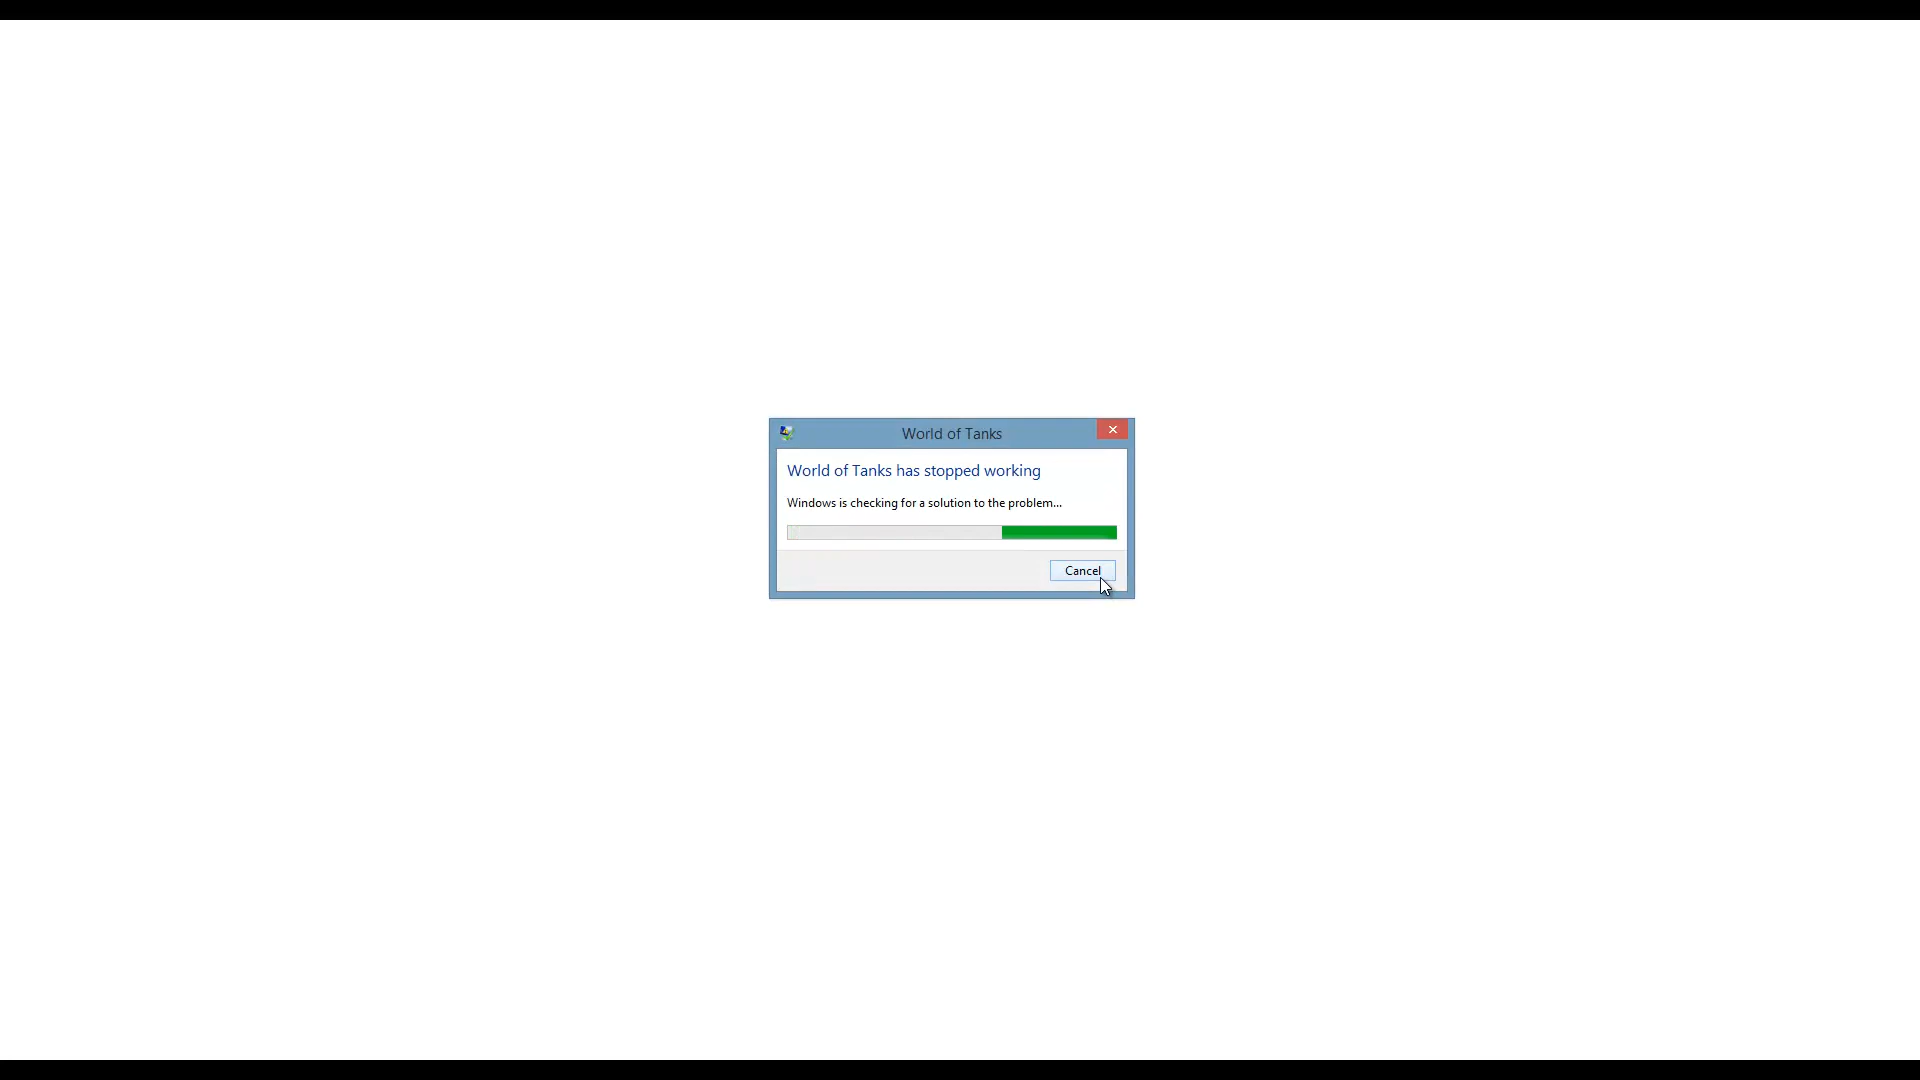 World of Tanks
World of Tanks has stopped working
Windows is checking for a solution to the problem...
Cancel